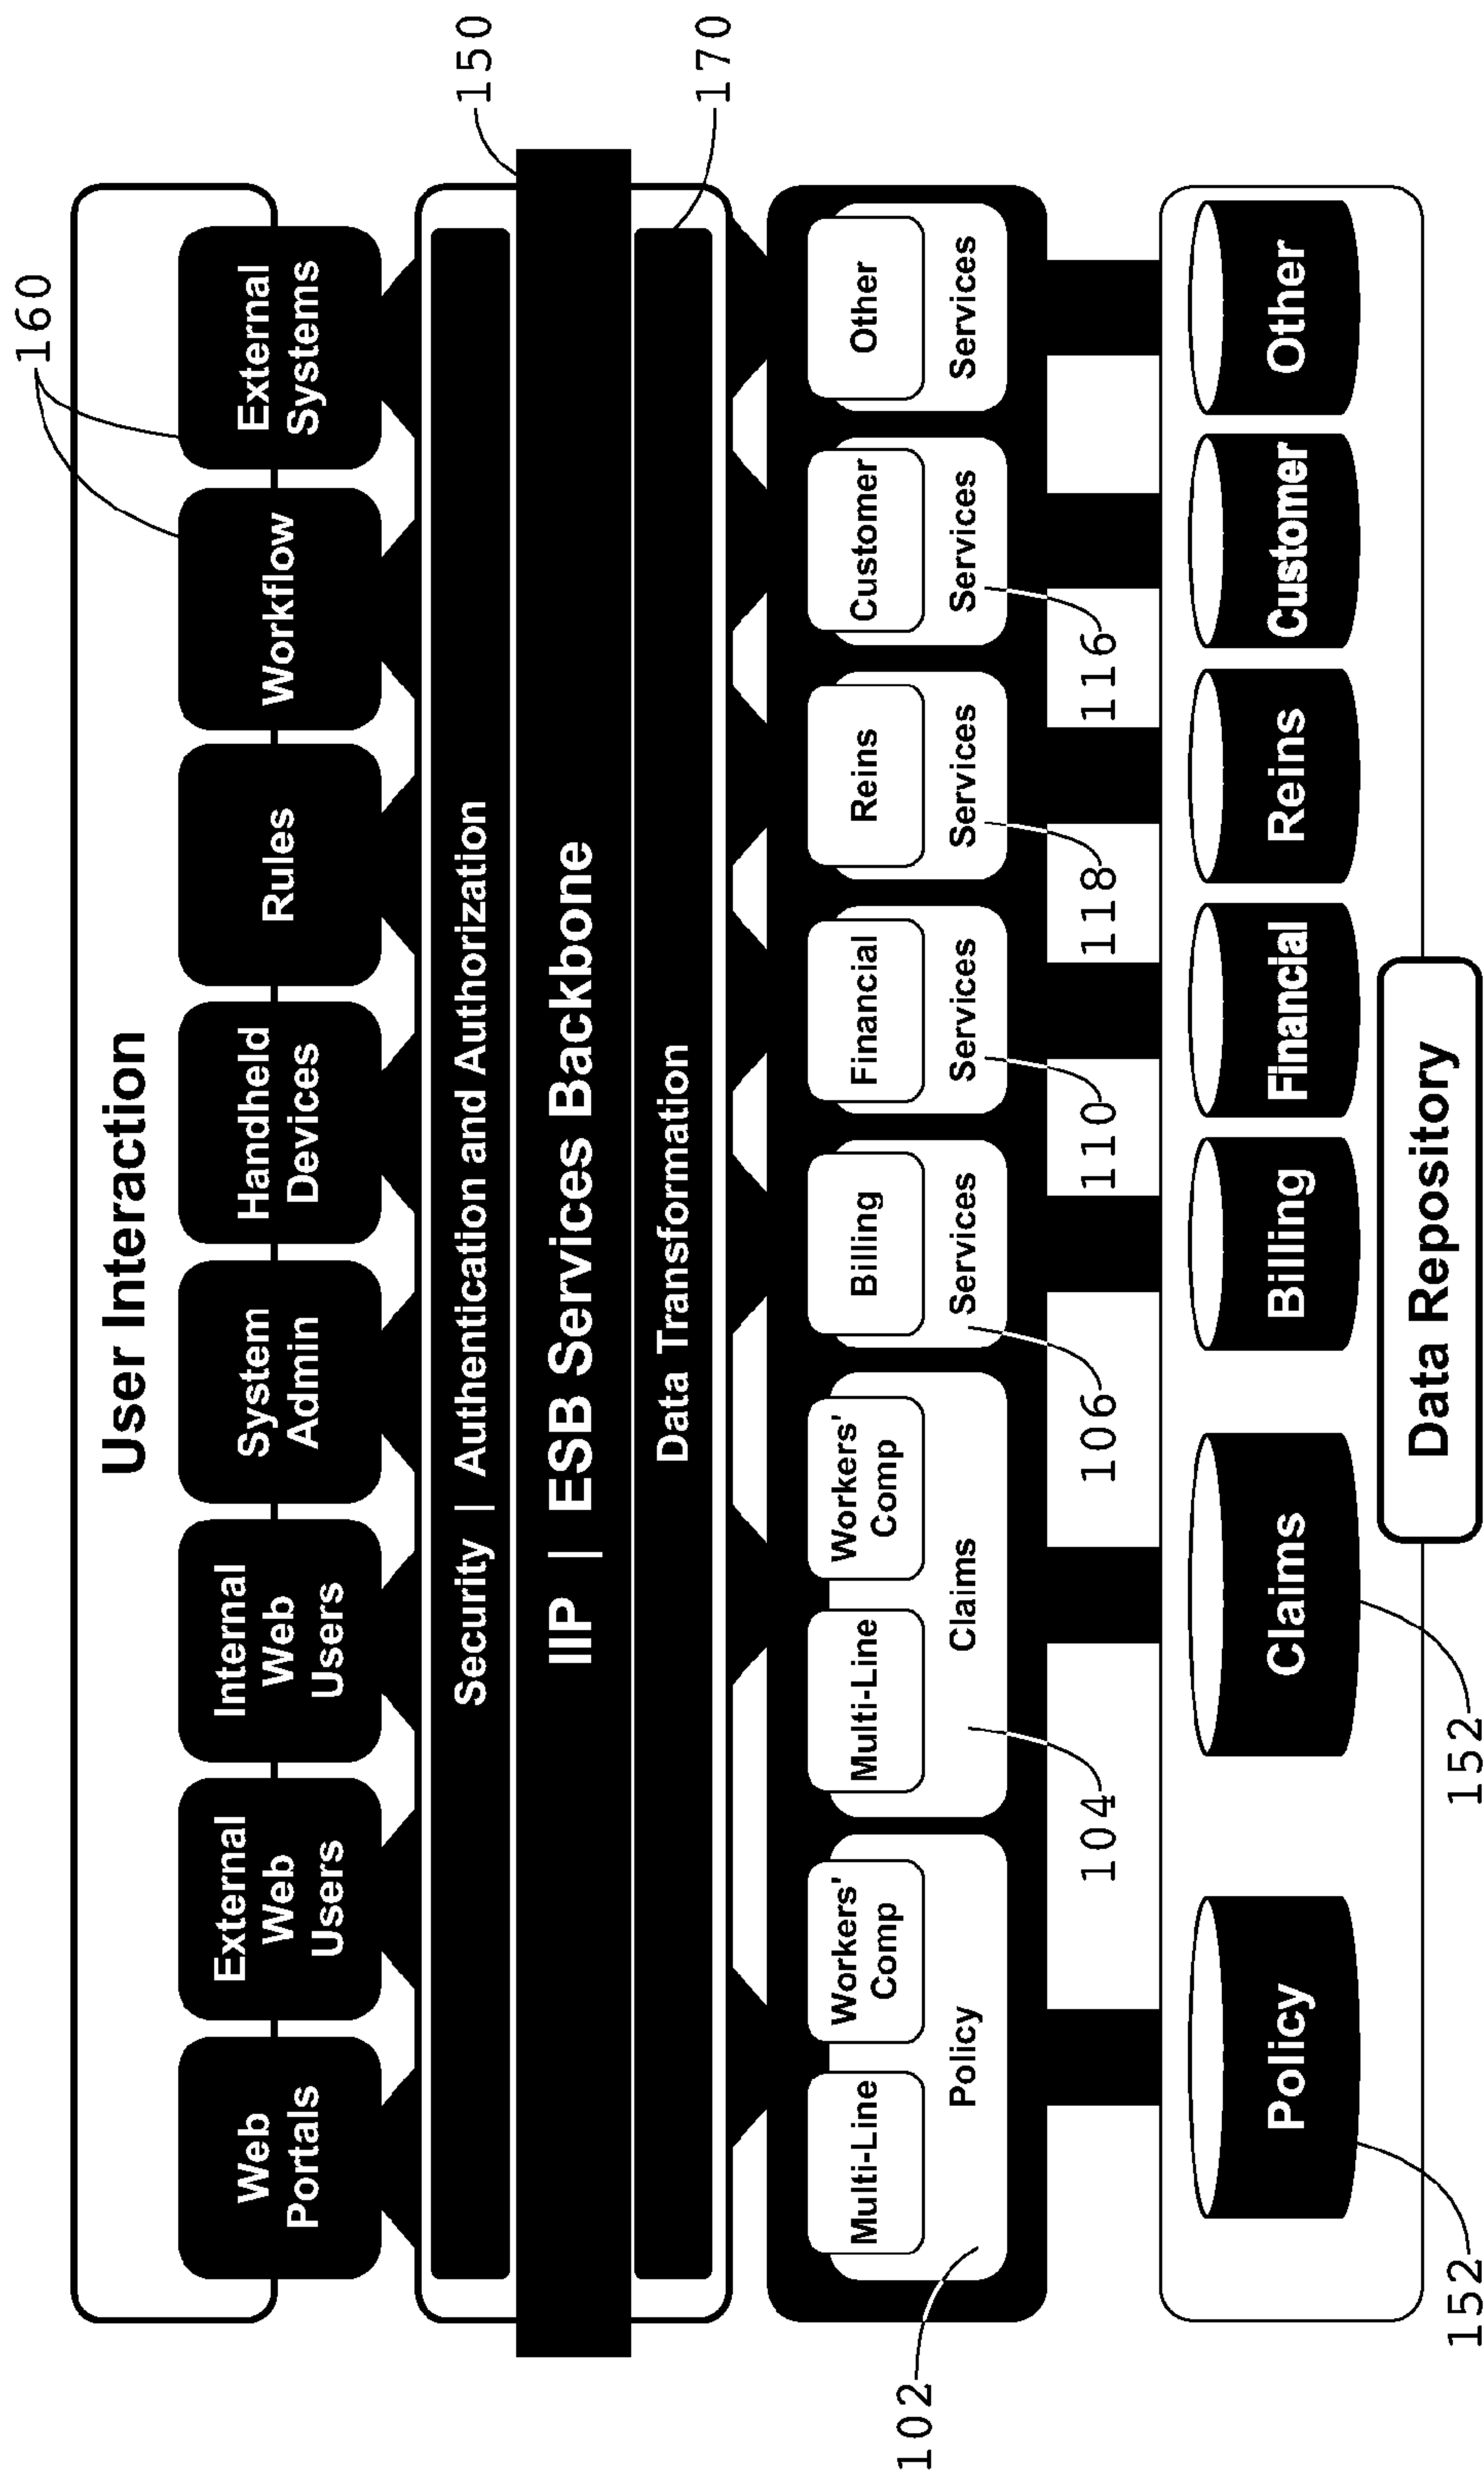 160
User Interaction
Web
Portals
External
Web
Users
Internal
Web
Users
System
Admin
Handheld
Devices
Rules
Workflow
External
Systems
150
Security | Authentication and Authorization
IIP | ESB Services Backbone
Data Transformation
170
102
Multi-Line
Workers'
Comp
Policy
Multi-Line
Workers'
Comp
Claims
Billing
Services
Financial
Services
Reins
Services
Customer
Services
Other
Services
104
106
110
118
116
Policy
Claims
Billing
Financial
Reins
Customer
Other
152
152
Data Repository